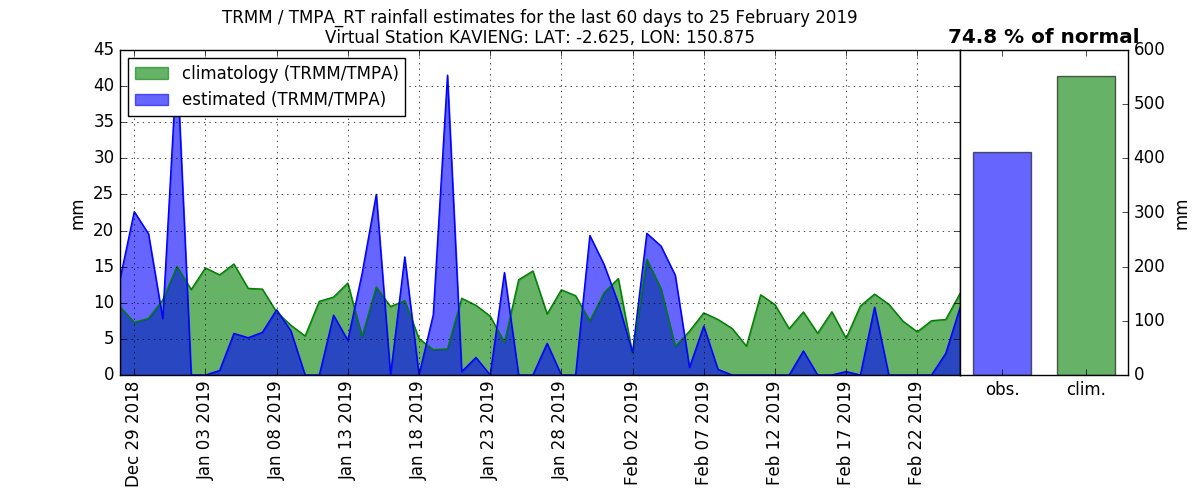 TRMM / TMPA_RT rainfall estimates for the last 60 days to 25 February 2019
Virtual Station KAVIENG: LAT: -2.625, LON: 150.875
74.8 % of normal
climatology (TRMM/TMPA)
estimated (TRMM/TMPA)
45
40
35
30
25
20
15
10
5
0
mm
Dec 29 2018
Jan 03 2019
Jan 08 2019
Jan 13 2019
Jan 18 2019
Jan 23 2019
Jan 28 2019
Feb 02 2019
Feb 07 2019
Feb 12 2019
Feb 17 2019
Feb 22 2019
600
500
400
300
200
100
0
mm
obs.
clim.